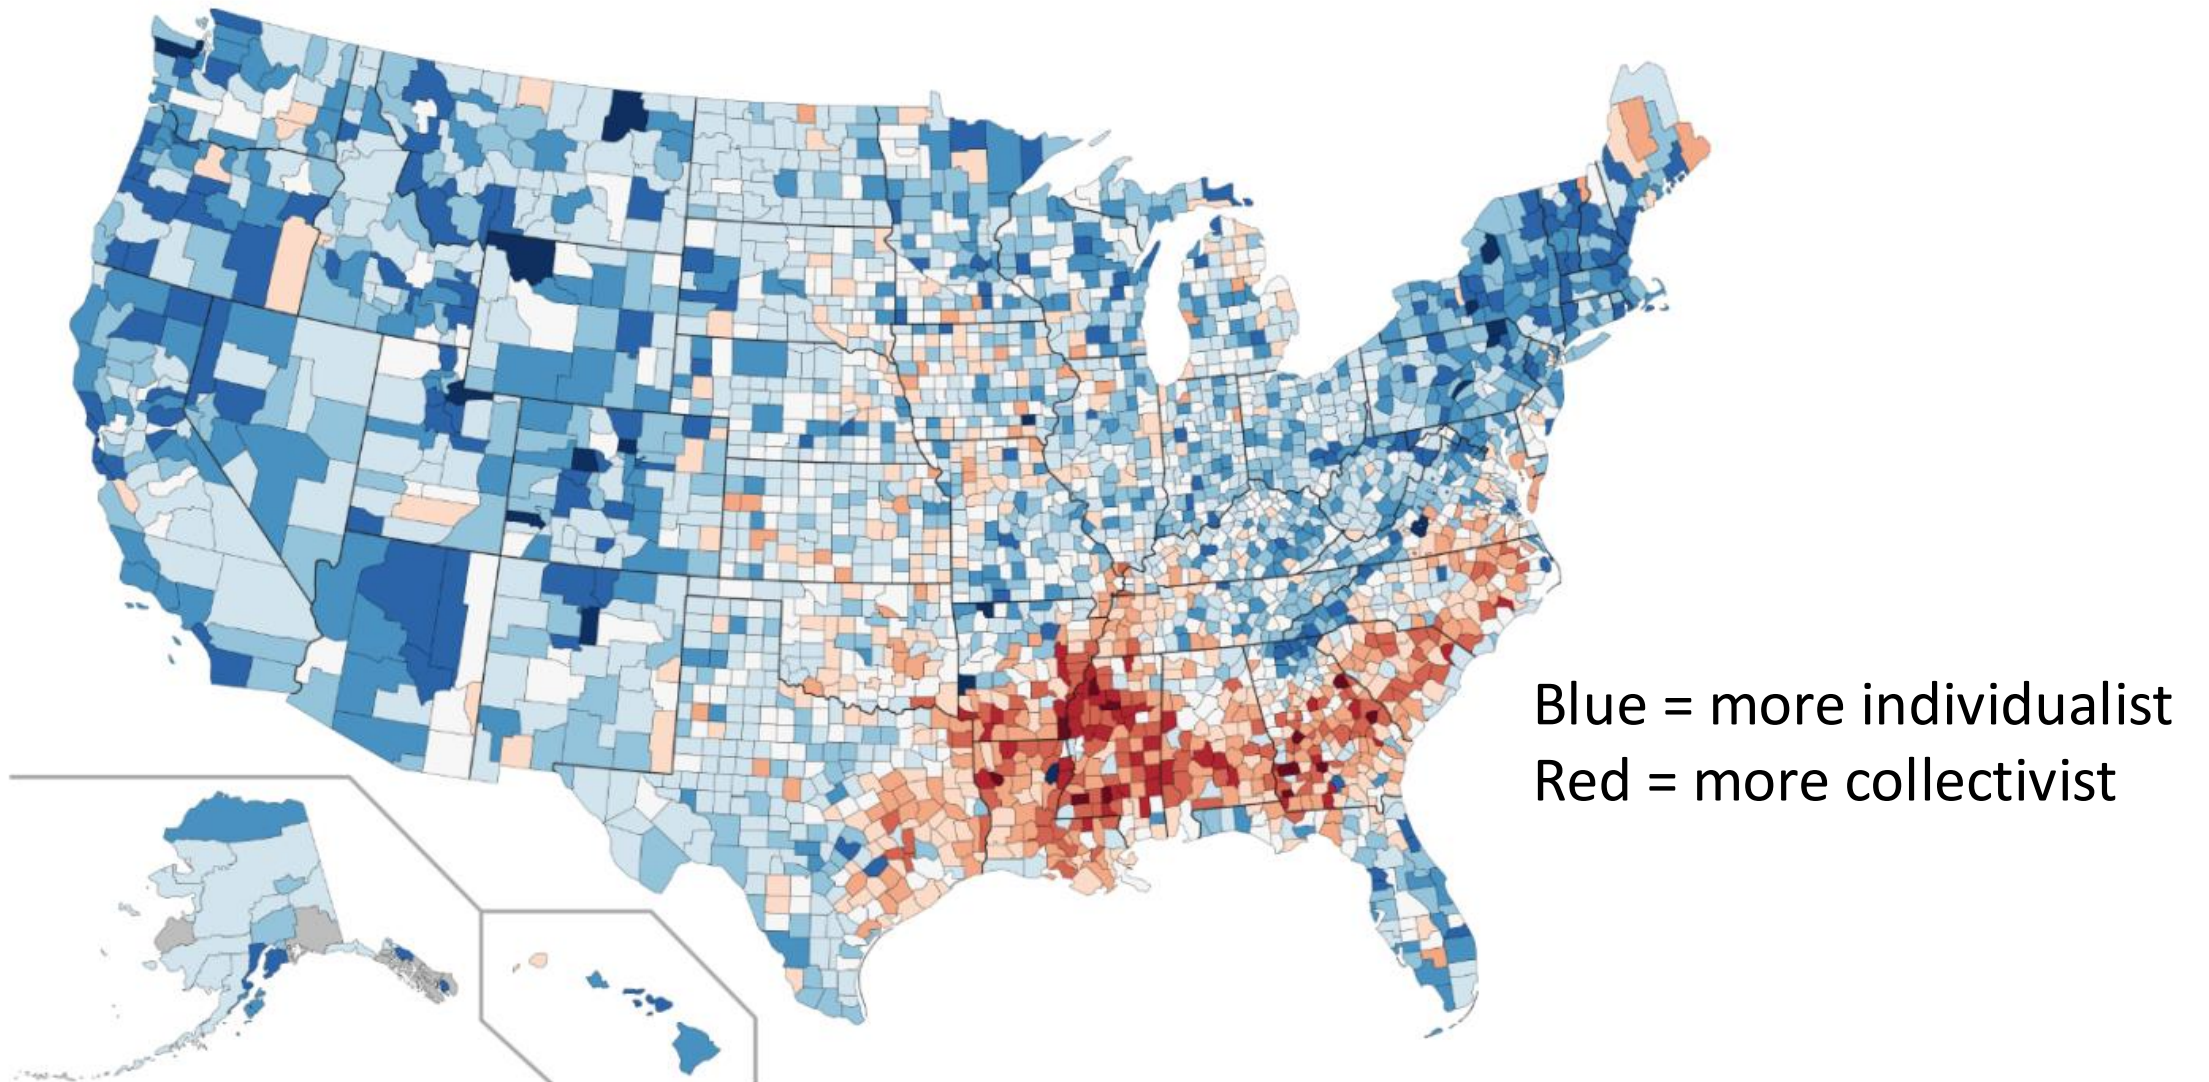 Blue = more individualist
Red = more collectivist